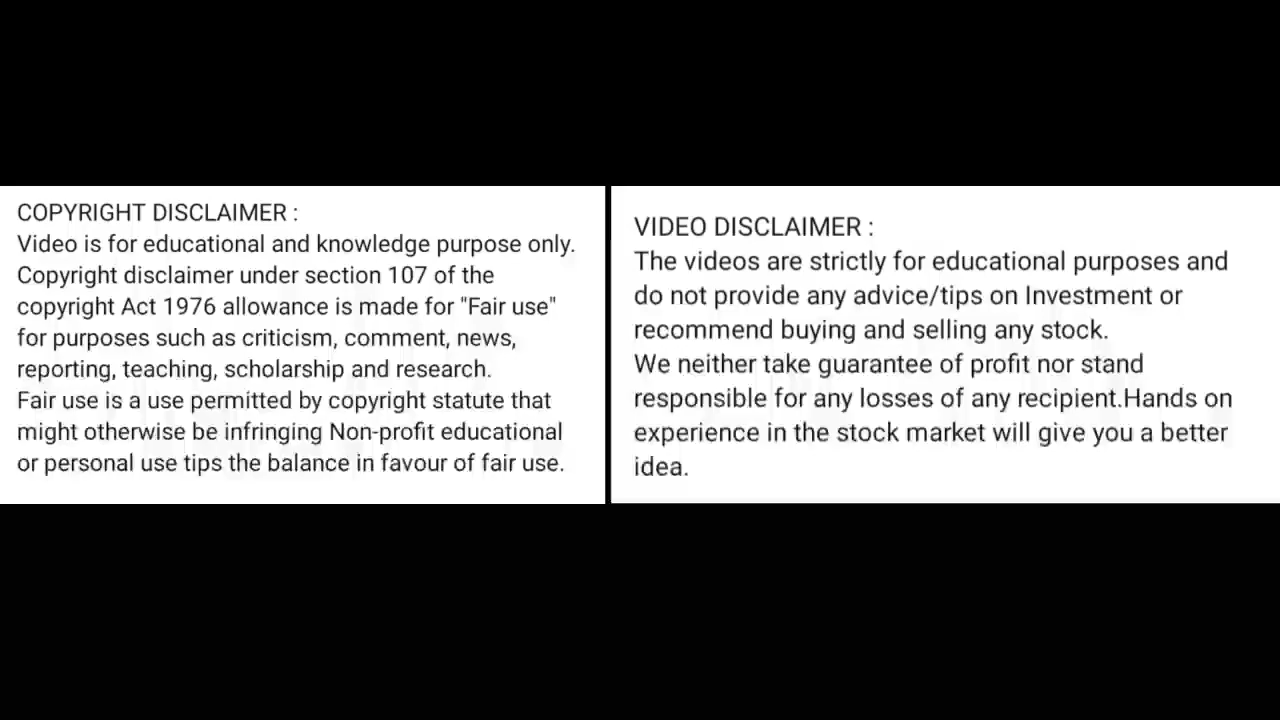 COPYRIGHT DISCLAIMER :
Video is for educational and knowledge purpose only.
Copyright disclaimer under section 107 of the
copyright Act 1976 allowance is made for "Fair use"
for purposes such as criticism, comment, news,
reporting, teaching, scholarship and research.
Fair use is a use permitted by copyright statute that
might otherwise be infringing Non-profit educational
or personal use tips the balance in favour of fair use.
VIDEO DISCLAIMER :
The videos are strictly for educational purposes and
do not provide any advice/tips on Investment or
recommend buying and selling any stock.
We neither take guarantee of profit nor stand
responsible for any losses of any recipient.Hands on
experience in the stock market will give you a better
idea.